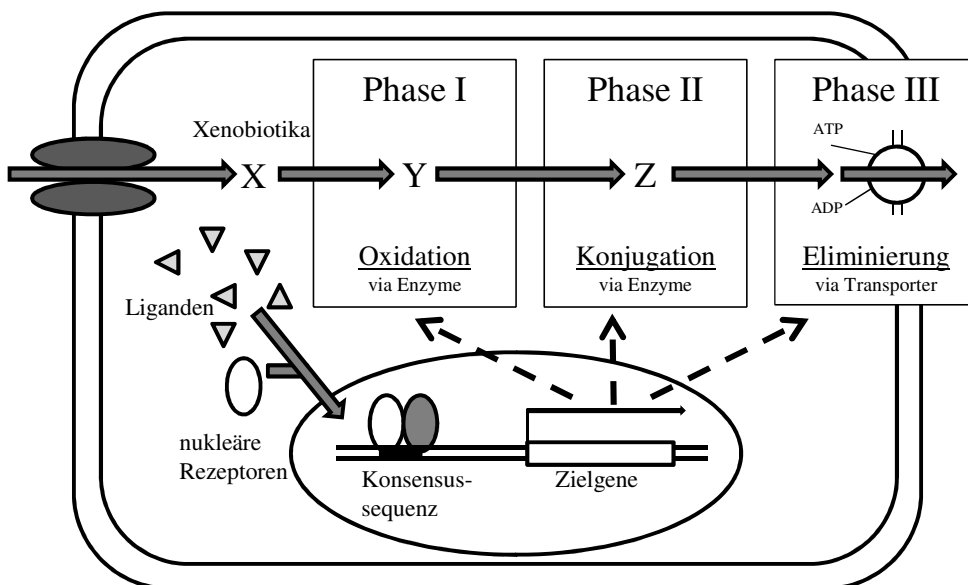 Phase I
Phase II
Phase III
Xenobiotika
ATP
X
Y
Z
ADP
Oxidation
via Enzyme
Konjugation
via Enzyme
Eliminierung
via Transporter
Liganden
nukleäre
Rezeptoren
Konsensus-
sequenz
Zielgene